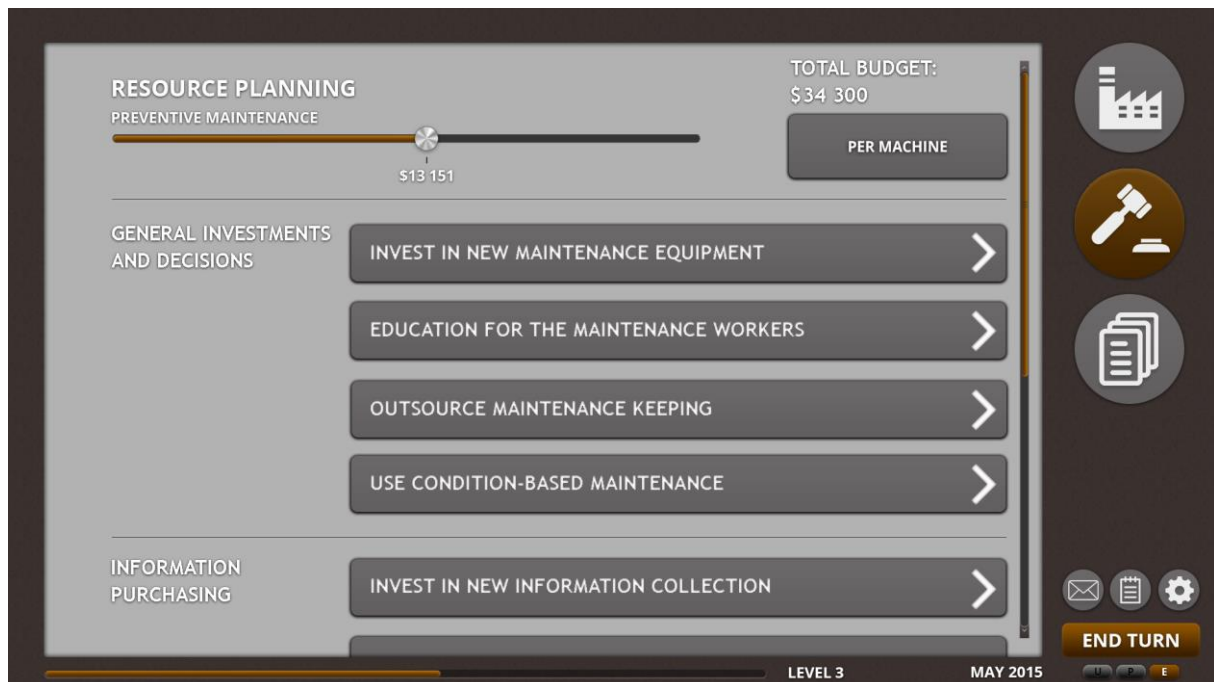 RESOURCE PLANNING
PREVENTIVE MAINTENANCE
$13 151
TOTAL BUDGET:
$34 300
PER MACHINE
GENERAL INVESTMENTS
AND DECISIONS
INVEST IN NEW MAINTENANCE EQUIPMENT
EDUCATION FOR THE MAINTENANCE WORKERS
OUTSOURCE MAINTENANCE KEEPING
USE CONDITION-BASED MAINTENANCE
INFORMATION
PURCHASING
INVEST IN NEW INFORMATION COLLECTION
END TURN
LEVEL 3
MAY 2015
U P E